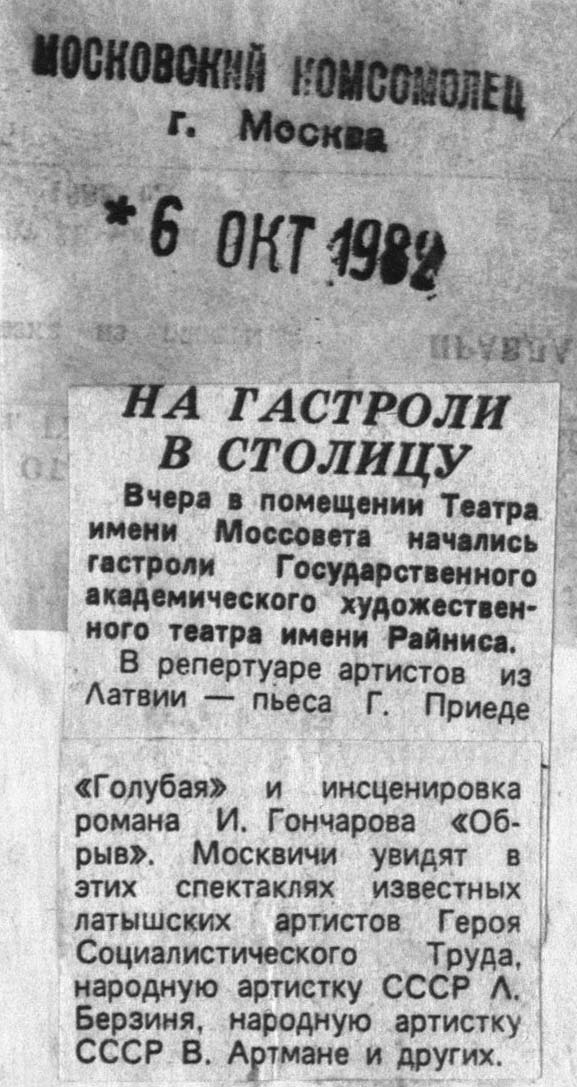 МОСКОВСКИЙ КОМСОМОЛЕЦ
г. Москва
* 6 ОКТ 1982
ПРАВДА
НА ГАСТРОЛИ
В СТОЛИЦУ
Вчера в помещении Театра
имени Моссовета начались
гастроли Государственного
академического художествен-
ного театра имени Райниса.
В репертуаре артистов из
Латвии — пьеса Г. Приеде
«Голубая» и инсценировка
романа И. Гончарова «Об-
рыв». Москвичи увидят в
этих спектаклях известных
латышских артистов Героя
Социалистического Труда,
народную артистку СССР Л.
Берзиня, народную артистку
СССР В. Артмане и других.